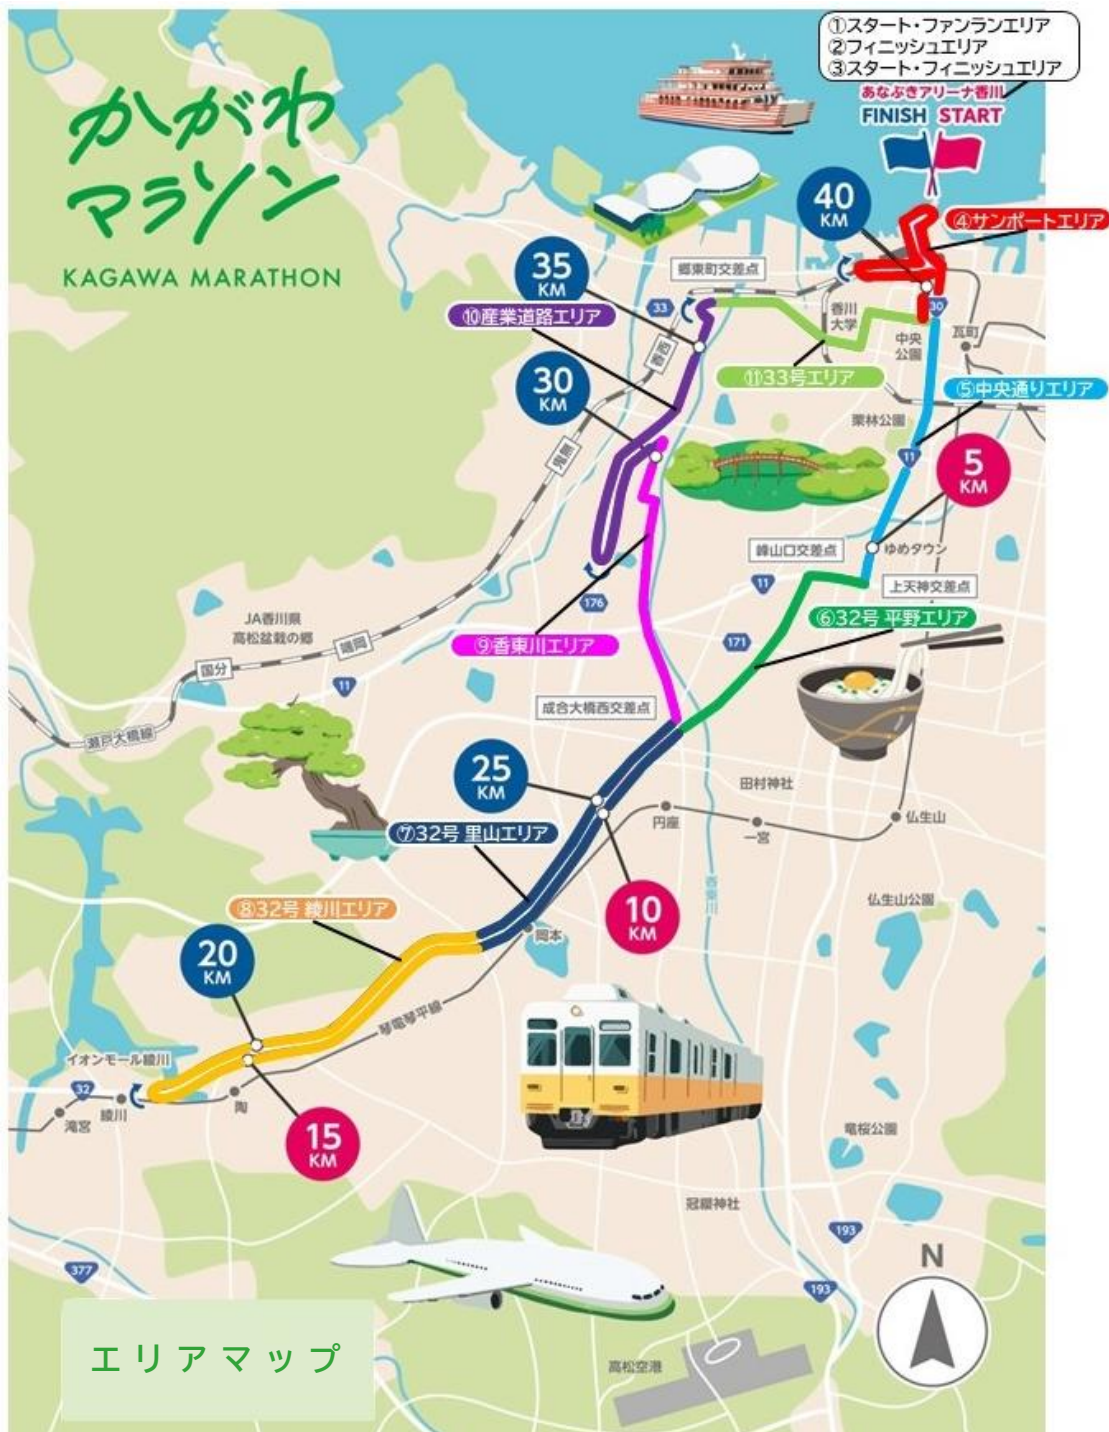 ①スタート・ファンランエリア
②フィニッシュエリア
③スタート・フィニッシュエリア
あなぶきアリーナ香川
FINISH START
かがわ
マラソン
KAGAWA MARATHON
40
KM
④サンポートエリア
35
KM
郷東町交差点
33
香西
⑩産業道路エリア
香川
大学
30
中央
公園
瓦町
30
KM
⑪33号エリア
⑤中央通りエリア
栗林公園
鬼無
11
5
KM
峰山口交差点
ゆめタウン
11
上天神交差点
176
JA香川県
高松盆栽の郷
⑥32号 平野エリア
171
⑨香東川エリア
端岡
国分
11
瀬戸大橋線
成合大橋西交差点
25
KM
田村神社
円座
一宮
仏生山
⑦32号 里山エリア
香東川
仏生山公園
⑧32号 綾川エリア
10
KM
岡本
20
KM
琴電琴平線
イオンモール綾川
32
綾川
陶
滝宮
15
KM
竜桜公園
冠纓神社
193
377
193
N
エリアマップ
高松空港